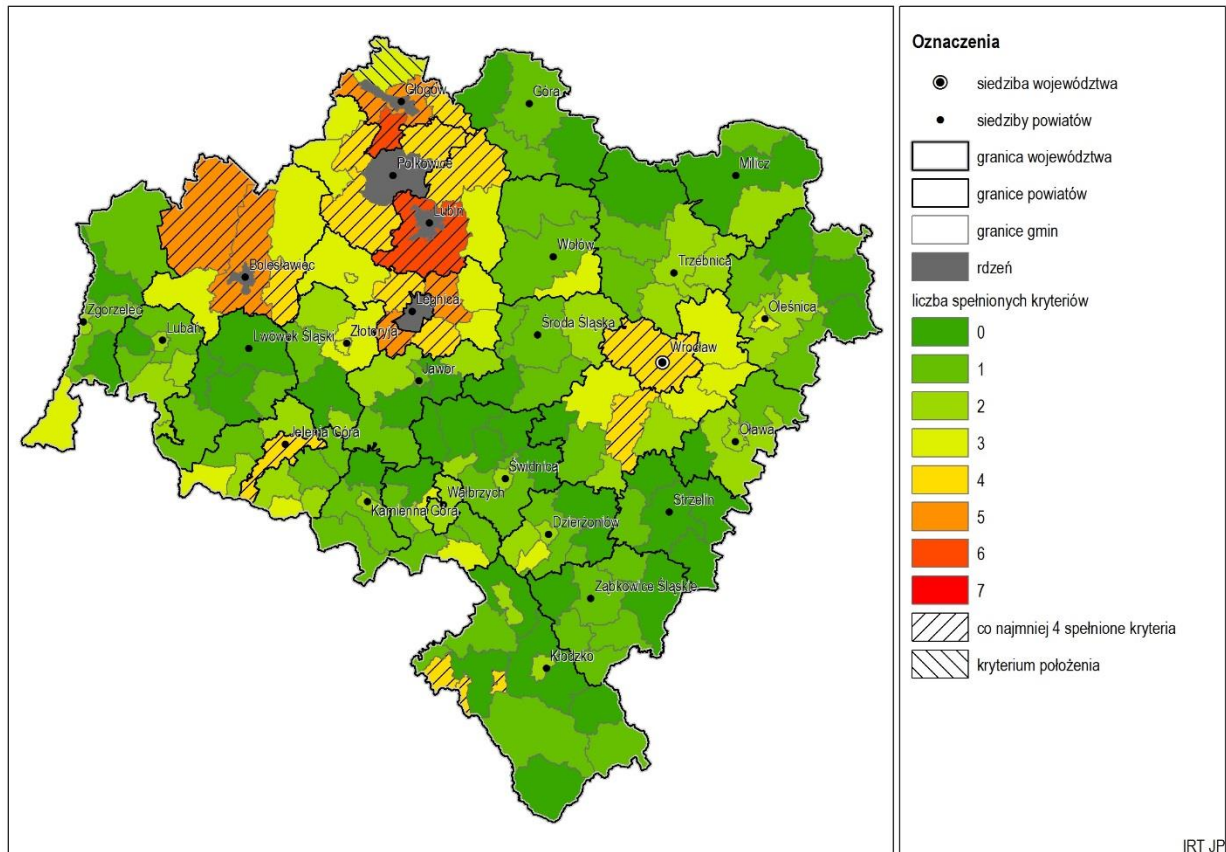 Głogów
Góra
Polkowice
Milicz
Lubin
Wołów
Trzebnica
Bolesławiec
Legnica
Oleśnica
Zgorzelec
Lubań
Lwówek Śląski
Złotoryja
Środa Śląska
Wrocław
Jawor
Jelenia Góra
Oława
Świdnica
Wałbrzych
Kamienna Góra
Strzelin
Dzierżoniów
Ząbkowice Śląskie
Kłodzko
Oznaczenia
siedziba województwa
siedziby powiatów
granica województwa
granice powiatów
granice gmin
rdzeń
liczba spełnionych kryteriów
0
1
2
3
4
5
6
7
co najmniej 4 spełnione kryteria
kryterium położenia
IRT JP